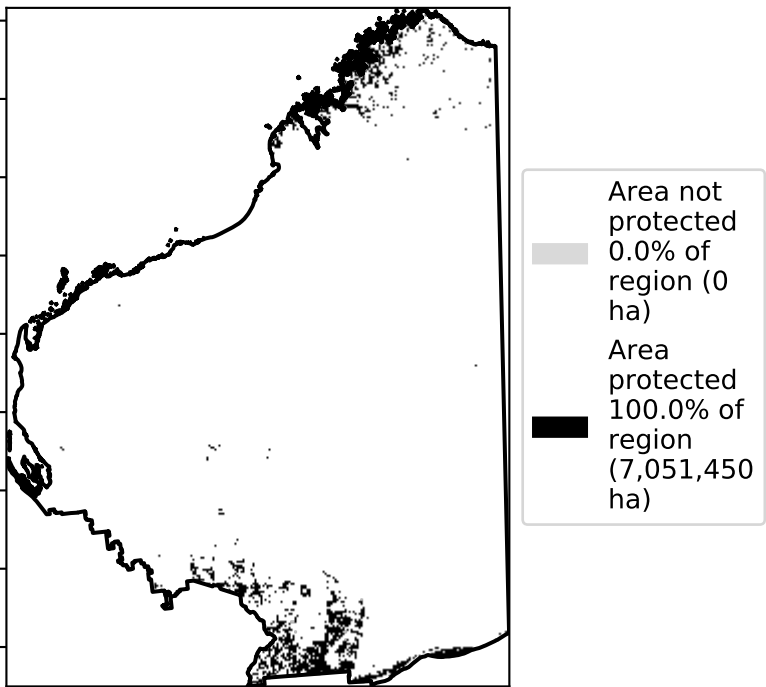 Area not
protected
0.0% of
region (0
ha)
Area
protected
100.0% of
region
(7,051,450
ha)